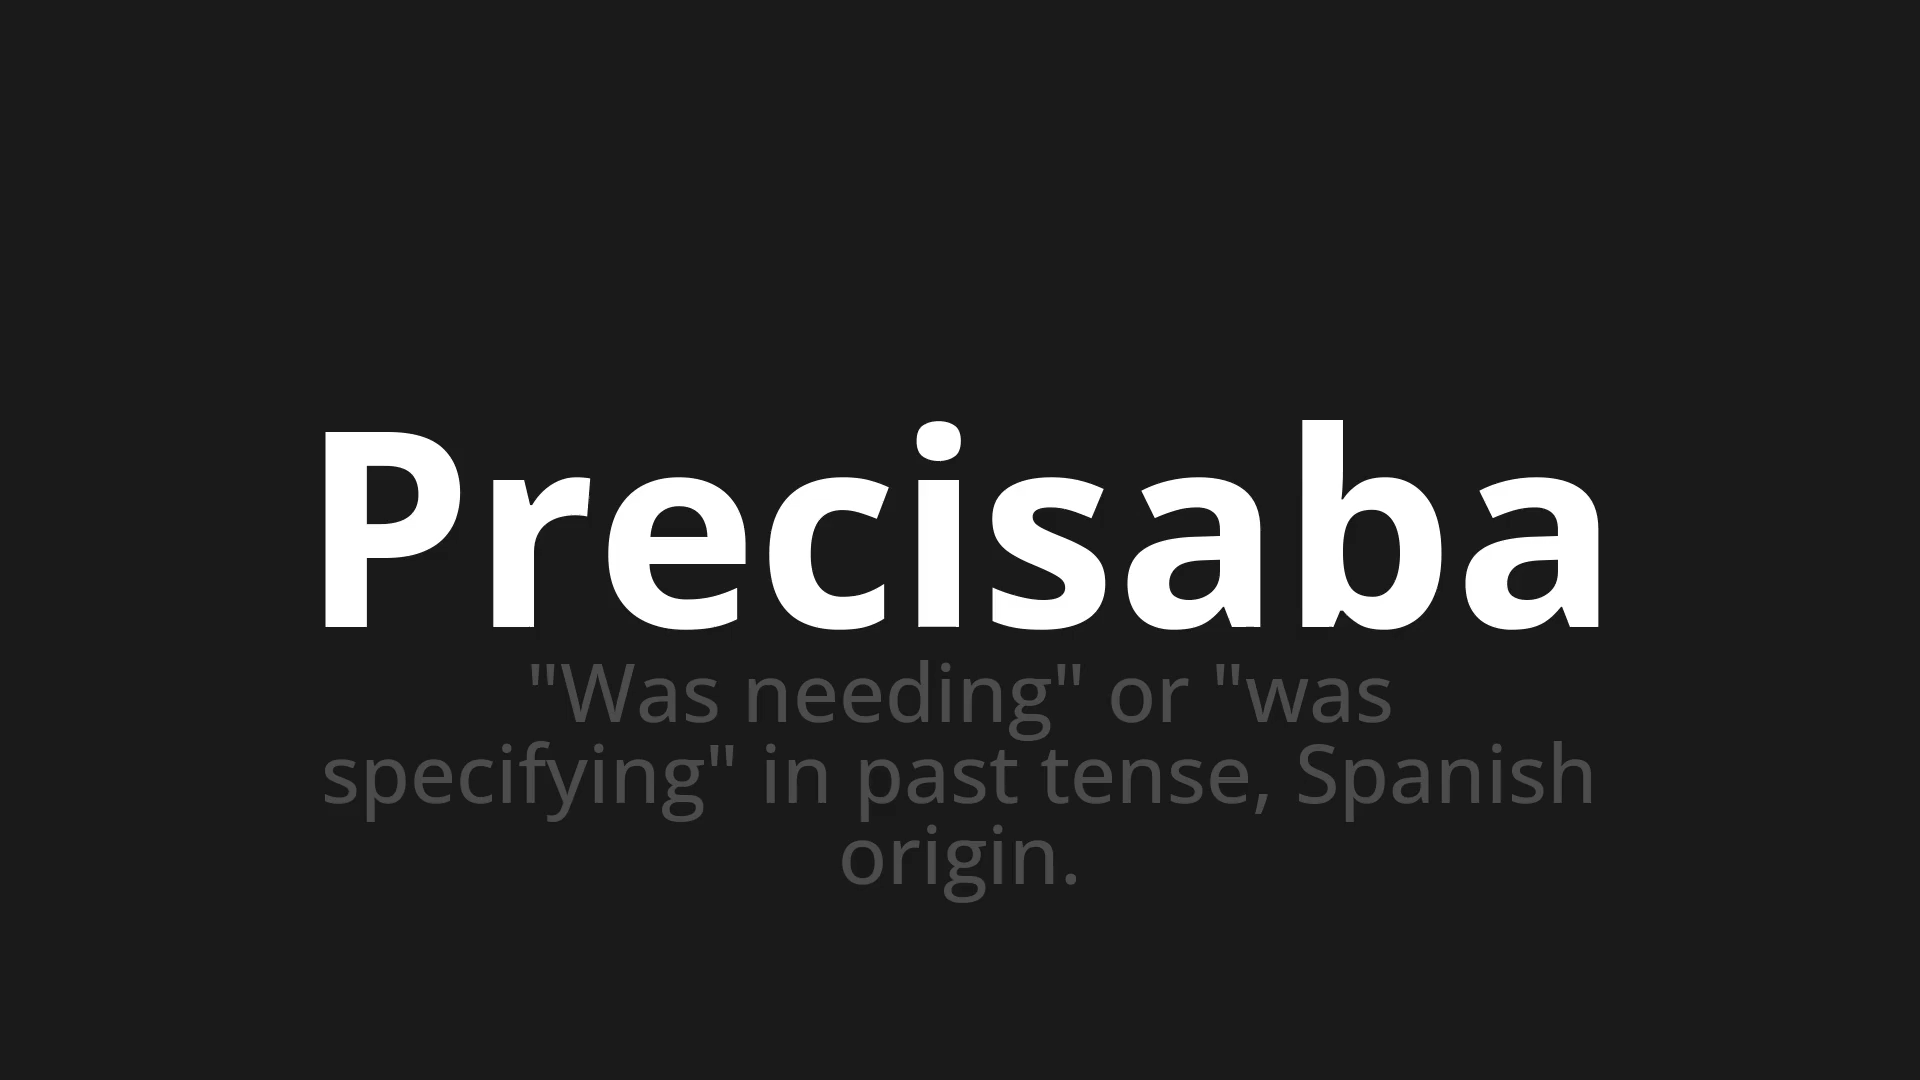 Precisaba
"Was needing" or "was
specifying" in past tense, Spanish
origin.